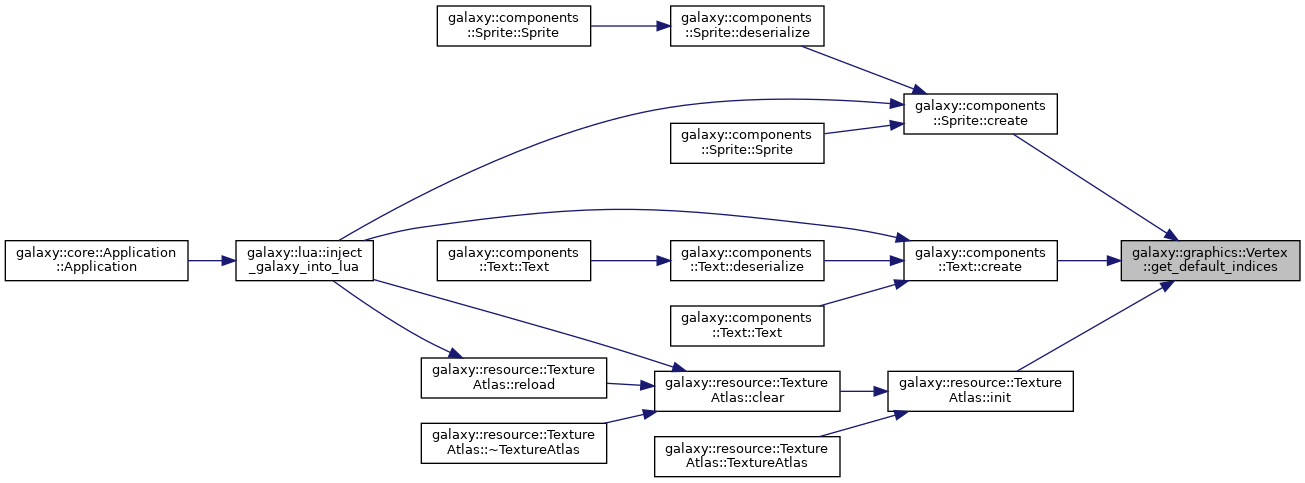 galaxy::components
::Sprite::Sprite
galaxy::components
::Sprite::deserialize
galaxy::components
::Sprite::create
galaxy::components
::Sprite::Sprite
galaxy::core::Application
::Application
galaxy::lua::inject
_galaxy_into_lua
galaxy::components
::Text::Text
galaxy::components
::Text::deserialize
galaxy::components
::Text::create
galaxy::graphics::Vertex
::get_default_indices
galaxy::components
::Text::Text
galaxy::resource::Texture
Atlas::reload
galaxy::resource::Texture
Atlas::clear
galaxy::resource::Texture
Atlas::init
galaxy::resource::Texture
Atlas::~TextureAtlas
galaxy::resource::Texture
Atlas::TextureAtlas